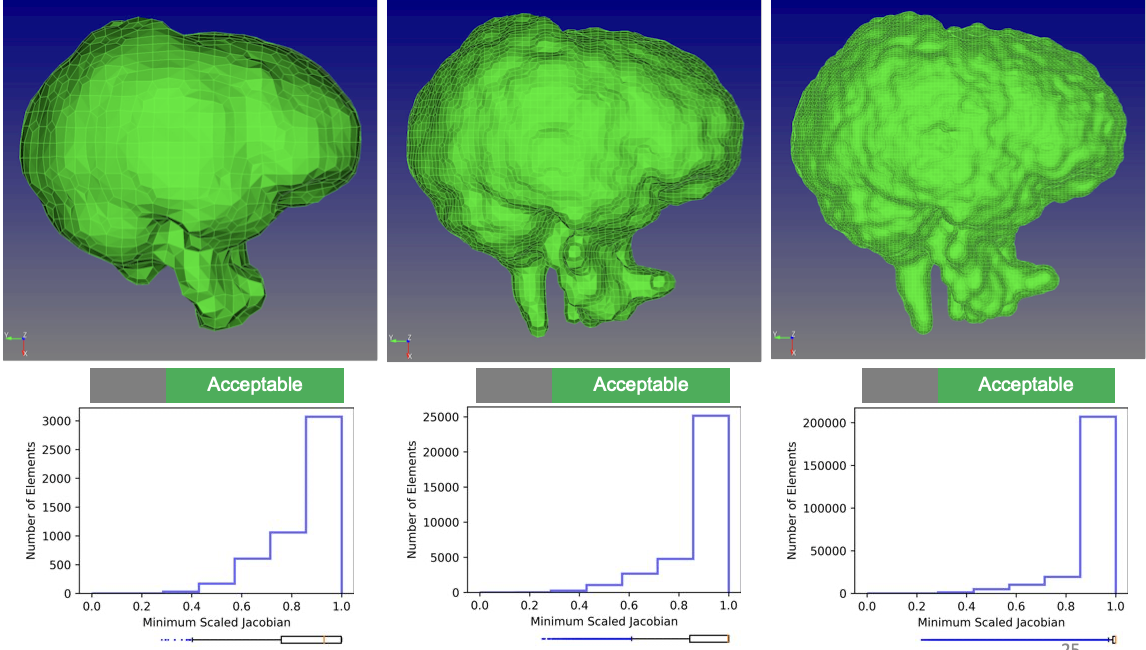 Y Z
X
Y Z
X
Y Z
X
Acceptable
Acceptable
Acceptable
3000
2500
2000
1500
1000
500
0
Number of Elements
0.0 0.2 0.4 0.6 0.8 1.0
Minimum Scaled Jacobian
25000
20000
15000
10000
5000
0
Number of Elements
0.0 0.2 0.4 0.6 0.8 1.0
Minimum Scaled Jacobian
200000
150000
100000
50000
0
Number of Elements
0.0 0.2 0.4 0.6 0.8 1.0
Minimum Scaled Jacobian